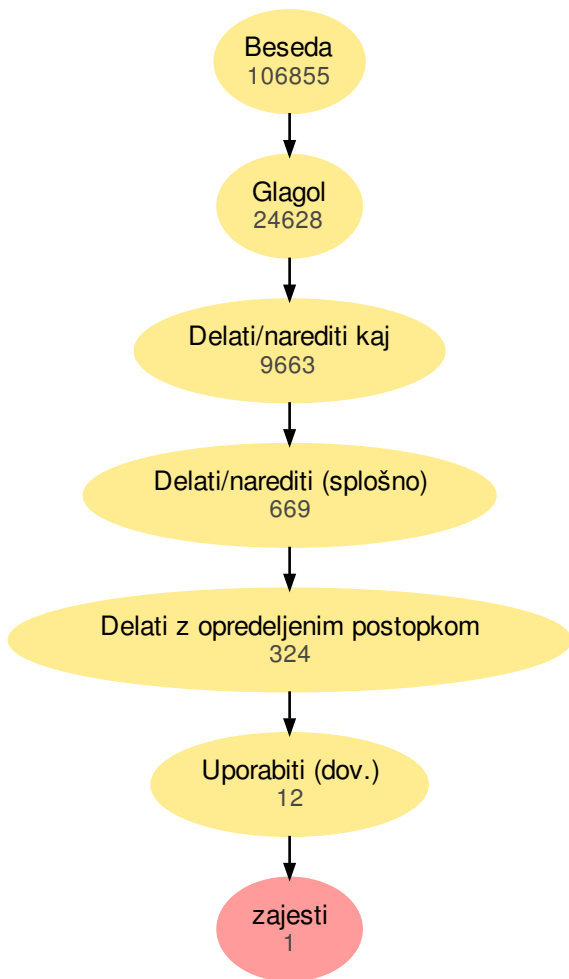 Beseda
106855
Glagol
24628
Delati/narediti kaj
9663
Delati/narediti (splošno)
669
Delati z opredeljenim postopkom
324
Uporabiti (dov.)
12
zajesti
1